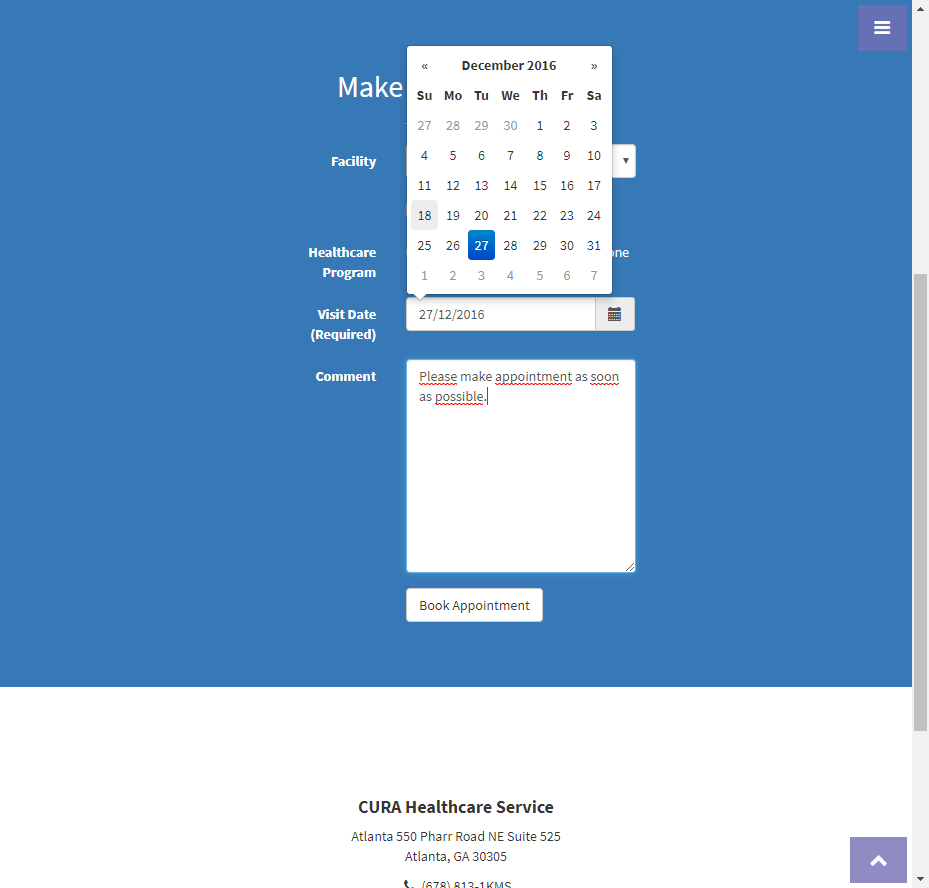 Make
« December 2016 »
Su Mo Tu We Th Fr Sa
27 28 29 30 1 2 3
4 5 6 7 8 9 10
11 12 13 14 15 16 17
18 19 20 21 22 23 24
25 26 27 28 29 30 31
1 2 3 4 5 6 7
Facility
Healthcare
Program
Visit Date
(Required)
27/12/2016
Comment
Please make appointment as soon
as possible.
Book Appointment
CURA Healthcare Service
Atlanta 550 Pharr Road NE Suite 525
Atlanta, GA 30305
(678) 813-1KMS